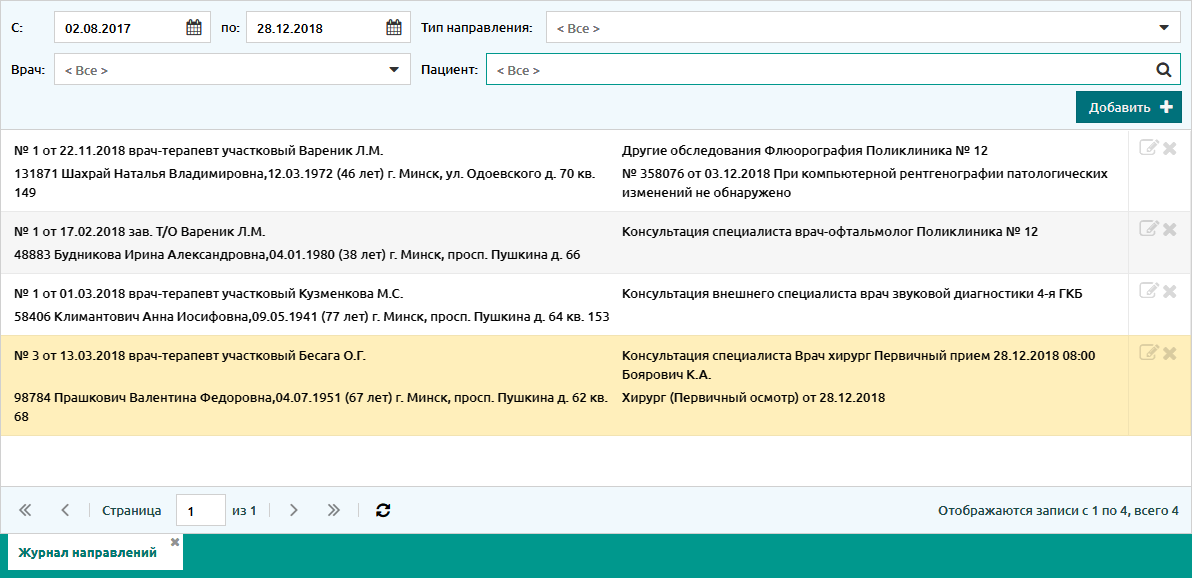 С: 02.08.2017 по: 28.12.2018 Тип направления: < Все >
Врач: < Все > Пациент: < Все >
Добавить
№ 1 от 22.11.2018 врач-терапевт участковый Вареник Л.М.
131871 Шахрай Наталья Владимировна,12.03.1972 (46 лет) г. Минск, ул. Одоевского д. 70 кв.
149
Другие обследования Флюорография Поликлиника № 12
№ 358076 от 03.12.2018 При компьютерной рентгенографии патологических
изменений не обнаружено
№ 1 от 17.02.2018 зав. Т/О Вареник Л.М.
48883 Будникова Ирина Александровна,04.01.1980 (38 лет) г. Минск, просп. Пушкина д. 66
Консультация специалиста врач-офтальмолог Поликлиника № 12
№ 1 от 01.03.2018 врач-терапевт участковый Кузменкова М.С.
58406 Климантович Анна Иосифовна,09.05.1941 (77 лет) г. Минск, просп. Пушкина д. 64 кв. 153
Консультация внешнего специалиста врач звуковой диагностики 4-я ГКБ
№ 3 от 13.03.2018 врач-терапевт участковый Бесага О.Г.
98784 Прашкович Валентина Федоровна,04.07.1951 (67 лет) г. Минск, просп. Пушкина д. 62 кв.
68
Консультация специалиста Врач хирург Первичный прием 28.12.2018 08:00
Боярович К.А.
Хирург (Первичный осмотр) от 28.12.2018
Страница 1 из 1
Отображаются записи с 1 по 4, всего 4
Журнал направлений